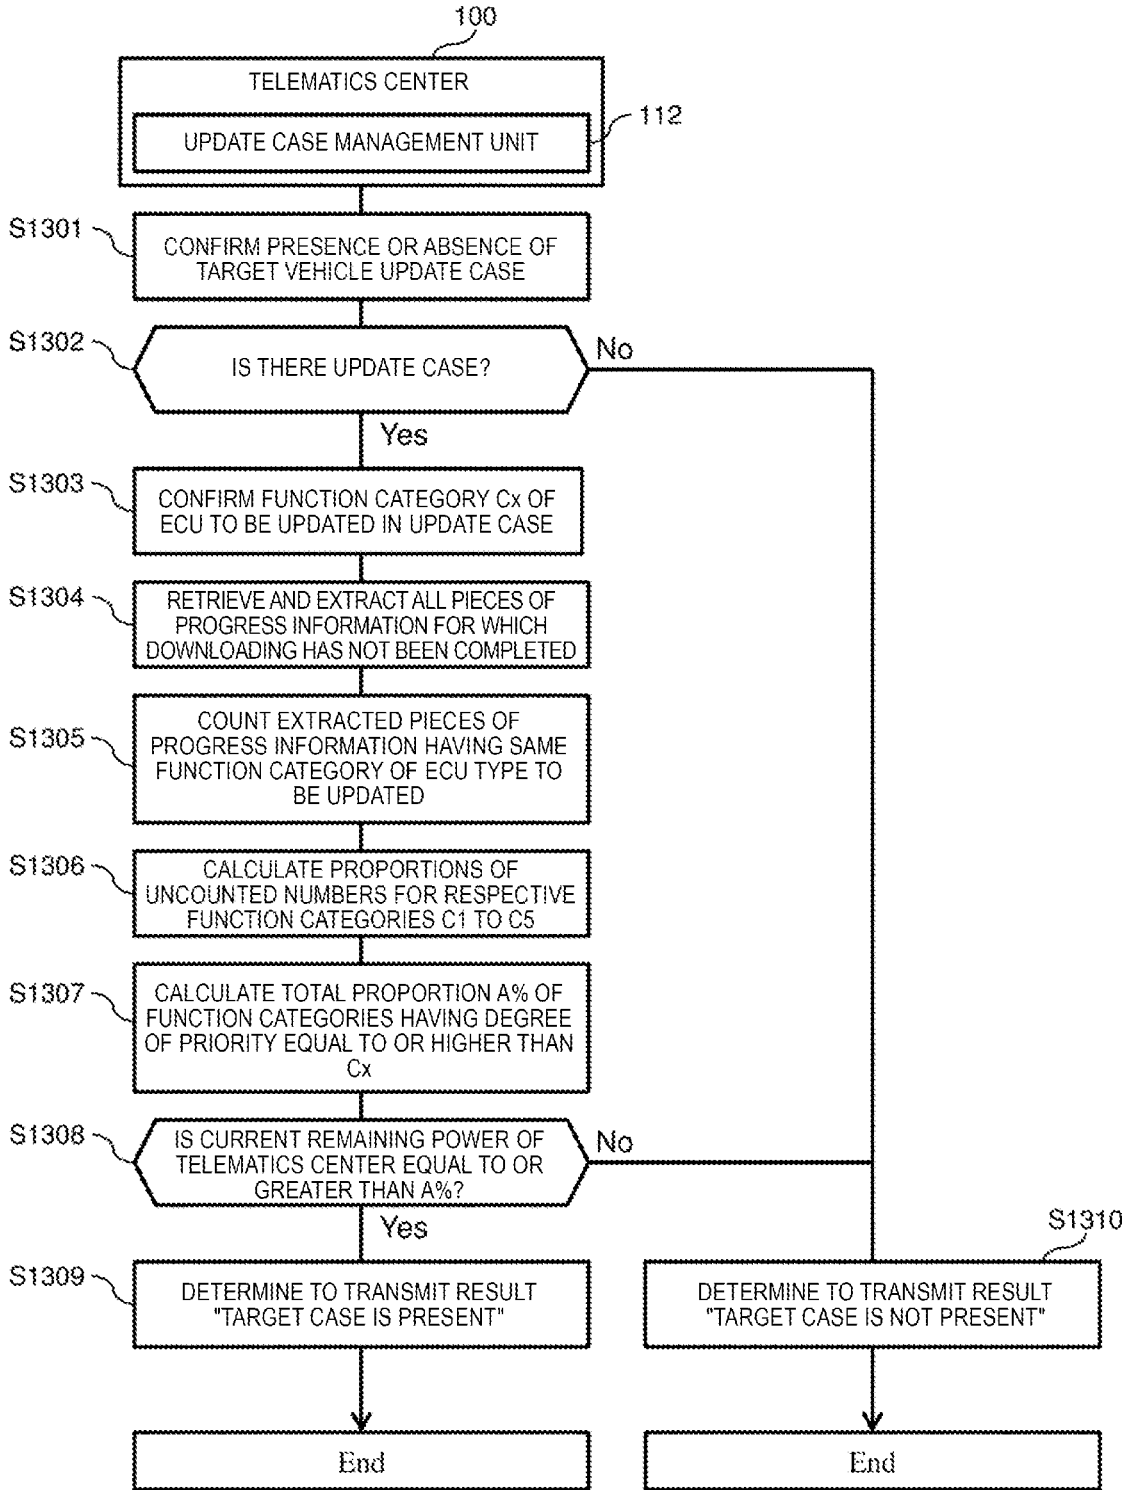 100
TELEMATICS CENTER
112
UPDATE CASE MANAGEMENT UNIT
S1301
CONFIRM PRESENCE OR ABSENCE OF
TARGET VEHICLE UPDATE CASE
S1302
IS THERE UPDATE CASE?
No
Yes
S1303
CONFIRM FUNCTION CATEGORY Cx OF
ECU TO BE UPDATED IN UPDATE CASE
S1304
RETRIEVE AND EXTRACT ALL PIECES OF
PROGRESS INFORMATION FOR WHICH
DOWNLOADING HAS NOT BEEN COMPLETED
S1305
COUNT EXTRACTED PIECES OF
PROGRESS INFORMATION HAVING SAME
FUNCTION CATEGORY OF ECU TYPE TO
BE UPDATED
S1306
CALCULATE PROPORTIONS OF
UNCOUNTED NUMBERS FOR RESPECTIVE
FUNCTION CATEGORIES C1 TO C5
S1307
CALCULATE TOTAL PROPORTION A% OF
FUNCTION CATEGORIES HAVING DEGREE
OF PRIORITY EQUAL TO OR HIGHER THAN
Cx
S1308
IS CURRENT REMAINING POWER OF
TELEMATICS CENTER EQUAL TO OR
GREATER THAN A%?
No
Yes
S1309
DETERMINE TO TRANSMIT RESULT
"TARGET CASE IS PRESENT"
S1310
DETERMINE TO TRANSMIT RESULT
"TARGET CASE IS NOT PRESENT"
End
End